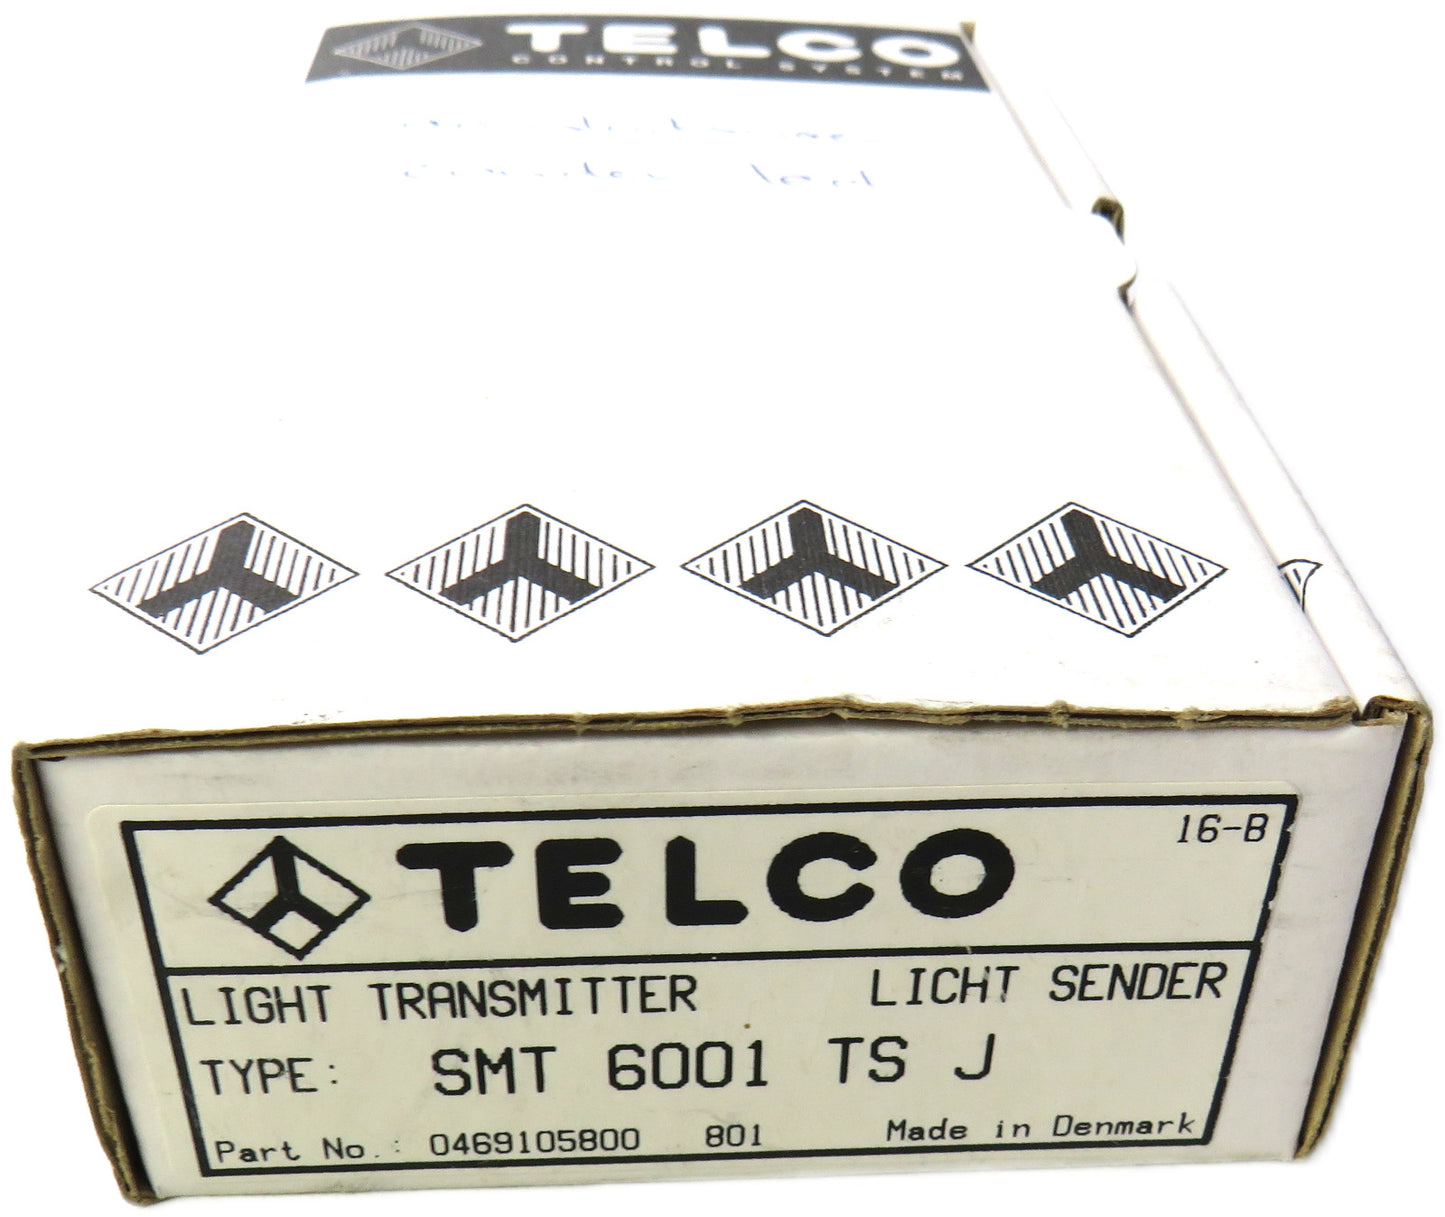 TELCO
CONTROL SYSTEM
16-B
TELCO
LIGHT TRANSMITTER LICHT SENDER
TYPE: SMT 6001 TS J
Part No.: 0469105800 801 Made in Denmark